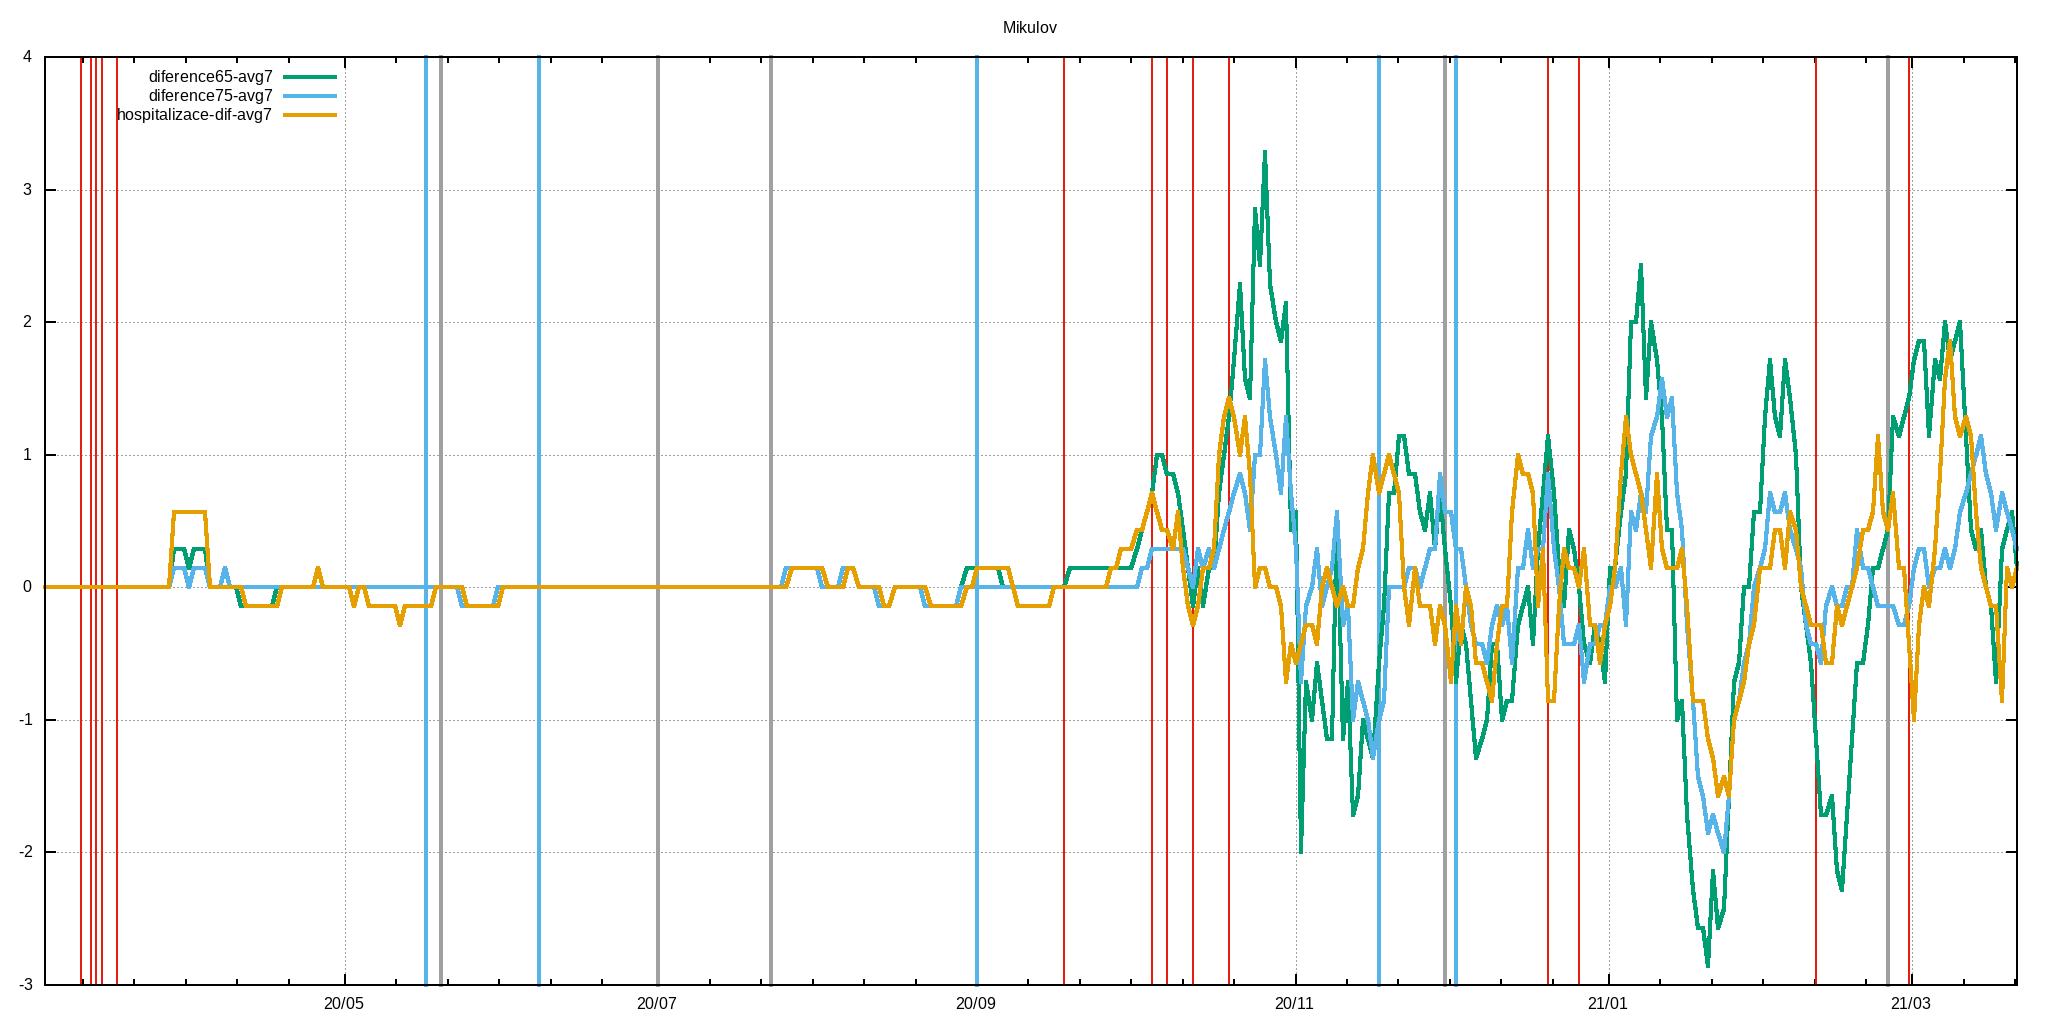 Mikulov
4
diference65-avg7
diference75-avg7
hospitalizace-dif-avg7
3
2
1
0
-1
-2
-3
20/05 20/07 20/09 20/11 21/01 21/03